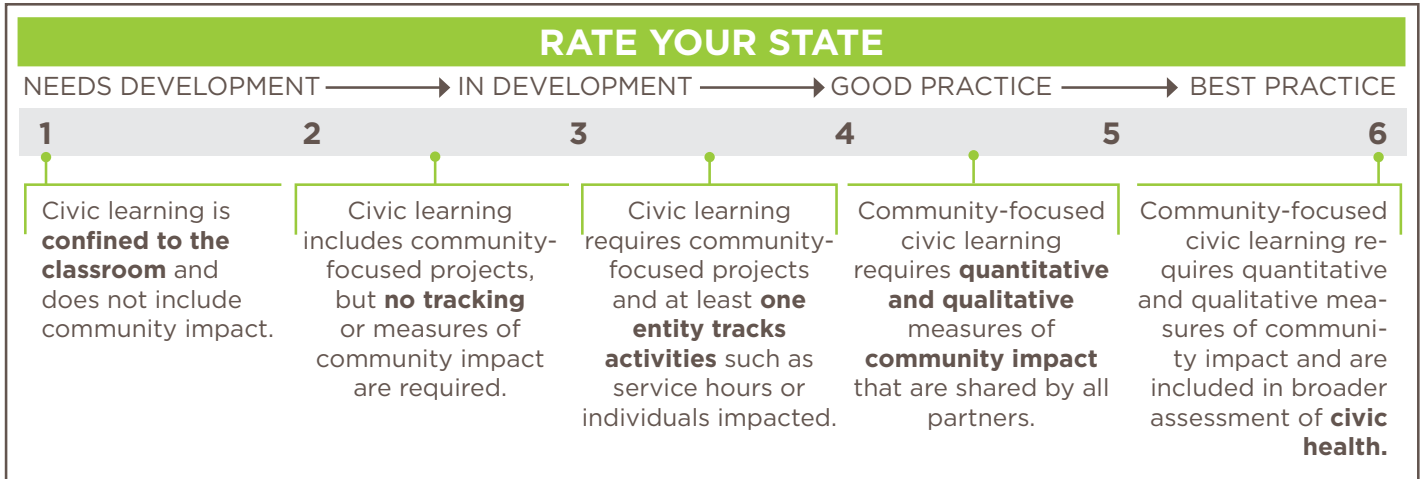 RATE YOUR STATE
NEEDS DEVELOPMENT IN DEVELOPMENT GOOD PRACTICE BEST PRACTICE
1 2 3 4 5 6
Civic learning is
confined to the
classroom and
does not include
community impact.
Civic learning
includes community-
focused projects,
but no tracking
or measures of
community impact
are required.
Civic learning
requires community-
focused projects
and at least one
entity tracks
activities such as
service hours or
individuals impacted.
Community-focused
civic learning
requires quantitative
and qualitative
measures of
community impact
that are shared by all
partners.
Community-focused
civic learning re-
quires quantitative
and qualitative mea-
sures of communi-
ty impact and are
included in broader
assessment of civic
health.